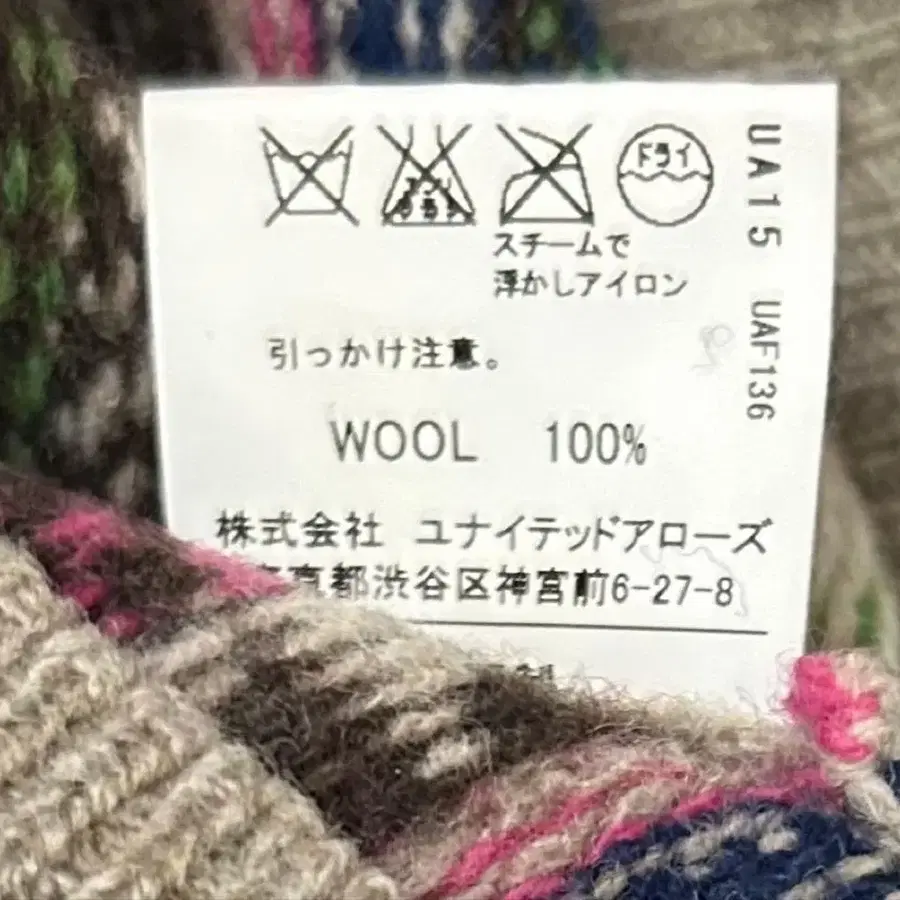 ドライ
スチームで
浮かしアイロン
引っかけ注意。
WOOL 100%
株式会社 ユナイテッドアローズ
京都渋谷区神宮前6-27-8
UA15 UAF136